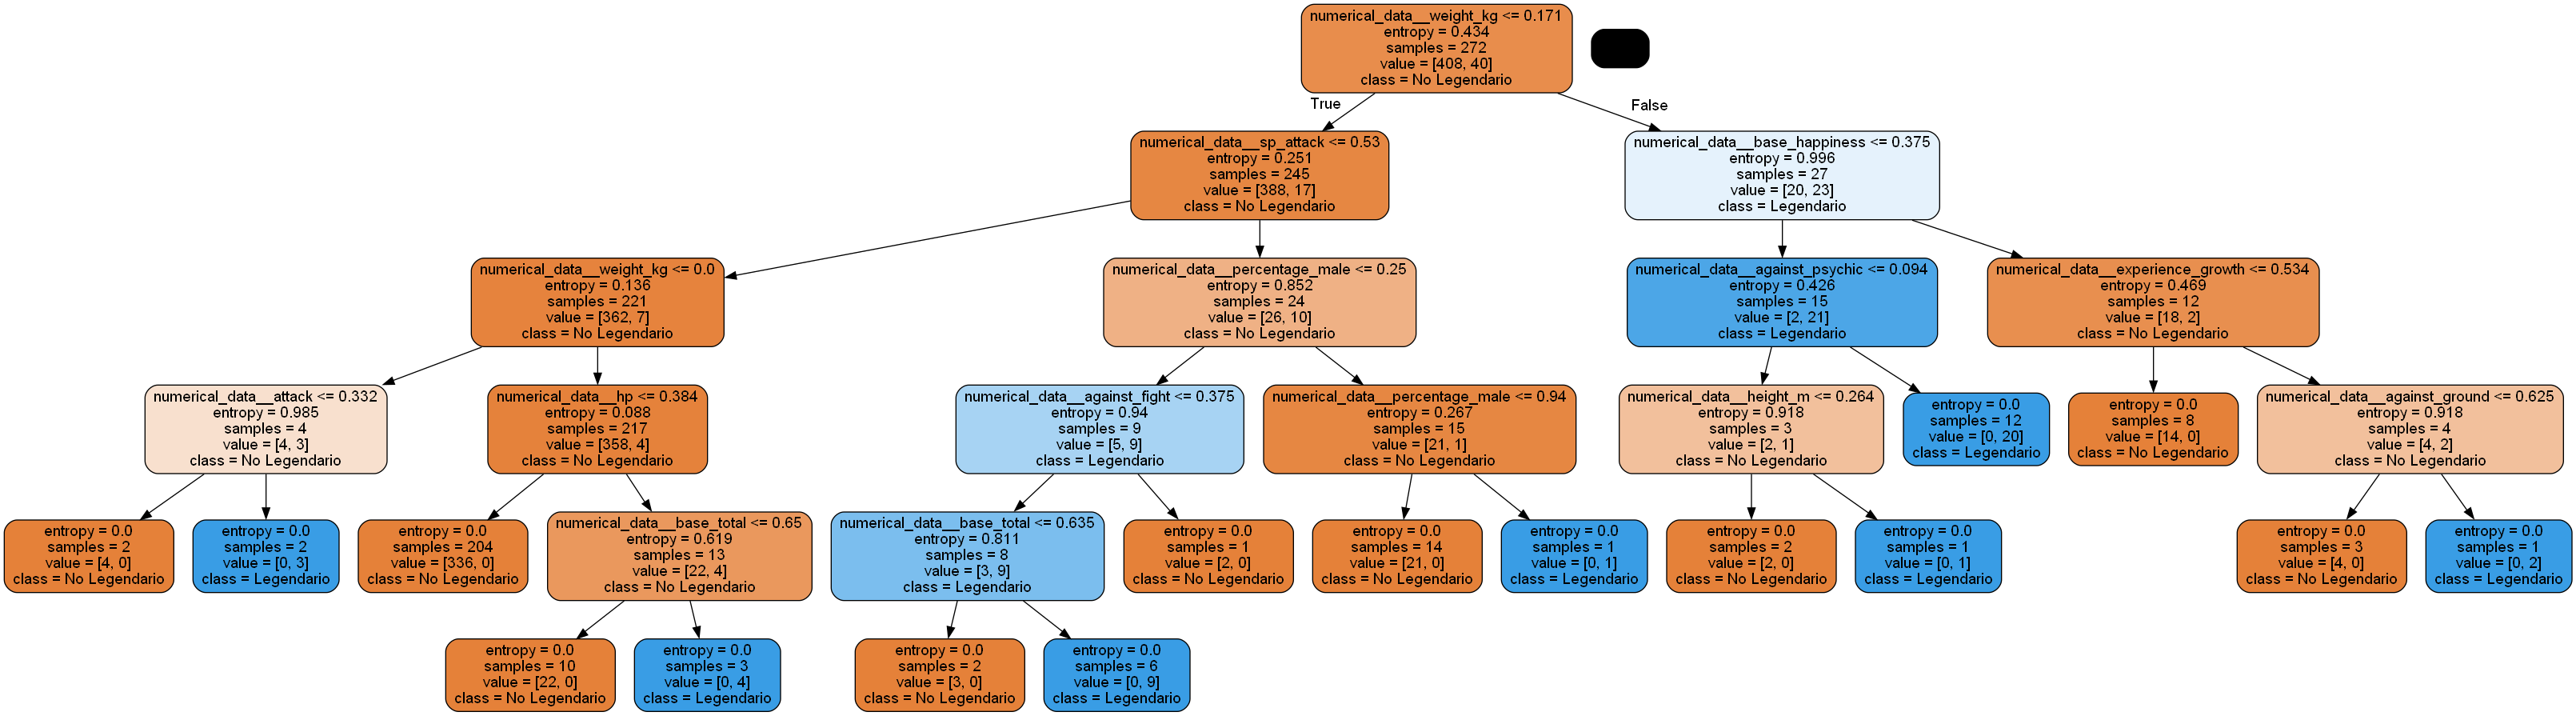 numerical_data__weight_kg <= 0.171
entropy = 0.434
samples = 272
value = [408, 40]
class = No Legendario
True
False
numerical_data__sp_attack <= 0.53
entropy = 0.251
samples = 245
value = [388, 17]
class = No Legendario
numerical_data__base_happiness <= 0.375
entropy = 0.996
samples = 27
value = [20, 23]
class = Legendario
numerical_data__weight_kg <= 0.0
entropy = 0.136
samples = 221
value = [362, 7]
class = No Legendario
numerical_data__percentage_male <= 0.25
entropy = 0.852
samples = 24
value = [26, 10]
class = No Legendario
numerical_data__against_psychic <= 0.094
entropy = 0.426
samples = 15
value = [2, 21]
class = Legendario
numerical_data__experience_growth <= 0.534
entropy = 0.469
samples = 12
value = [18, 2]
class = No Legendario
numerical_data__attack <= 0.332
entropy = 0.985
samples = 4
value = [4, 3]
class = No Legendario
numerical_data__hp <= 0.384
entropy = 0.088
samples = 217
value = [358, 4]
class = No Legendario
numerical_data__against_fight <= 0.375
entropy = 0.94
samples = 9
value = [5, 9]
class = Legendario
numerical_data__percentage_male <= 0.94
entropy = 0.267
samples = 15
value = [21, 1]
class = No Legendario
numerical_data__height_m <= 0.264
entropy = 0.918
samples = 3
value = [2, 1]
class = No Legendario
entropy = 0.0
samples = 12
value = [0, 20]
class = Legendario
entropy = 0.0
samples = 8
value = [14, 0]
class = No Legendario
numerical_data__against_ground <= 0.625
entropy = 0.918
samples = 4
value = [4, 2]
class = No Legendario
entropy = 0.0
samples = 2
value = [4, 0]
class = No Legendario
entropy = 0.0
samples = 2
value = [0, 3]
class = Legendario
entropy = 0.0
samples = 204
value = [336, 0]
class = No Legendario
numerical_data__base_total <= 0.65
entropy = 0.619
samples = 13
value = [22, 4]
class = No Legendario
numerical_data__base_total <= 0.635
entropy = 0.811
samples = 8
value = [3, 9]
class = Legendario
entropy = 0.0
samples = 1
value = [2, 0]
class = No Legendario
entropy = 0.0
samples = 14
value = [21, 0]
class = No Legendario
entropy = 0.0
samples = 1
value = [0, 1]
class = Legendario
entropy = 0.0
samples = 2
value = [2, 0]
class = No Legendario
entropy = 0.0
samples = 1
value = [0, 1]
class = Legendario
entropy = 0.0
samples = 3
value = [4, 0]
class = No Legendario
entropy = 0.0
samples = 1
value = [0, 2]
class = Legendario
entropy = 0.0
samples = 10
value = [22, 0]
class = No Legendario
entropy = 0.0
samples = 3
value = [0, 4]
class = Legendario
entropy = 0.0
samples = 2
value = [3, 0]
class = No Legendario
entropy = 0.0
samples = 6
value = [0, 9]
class = Legendario